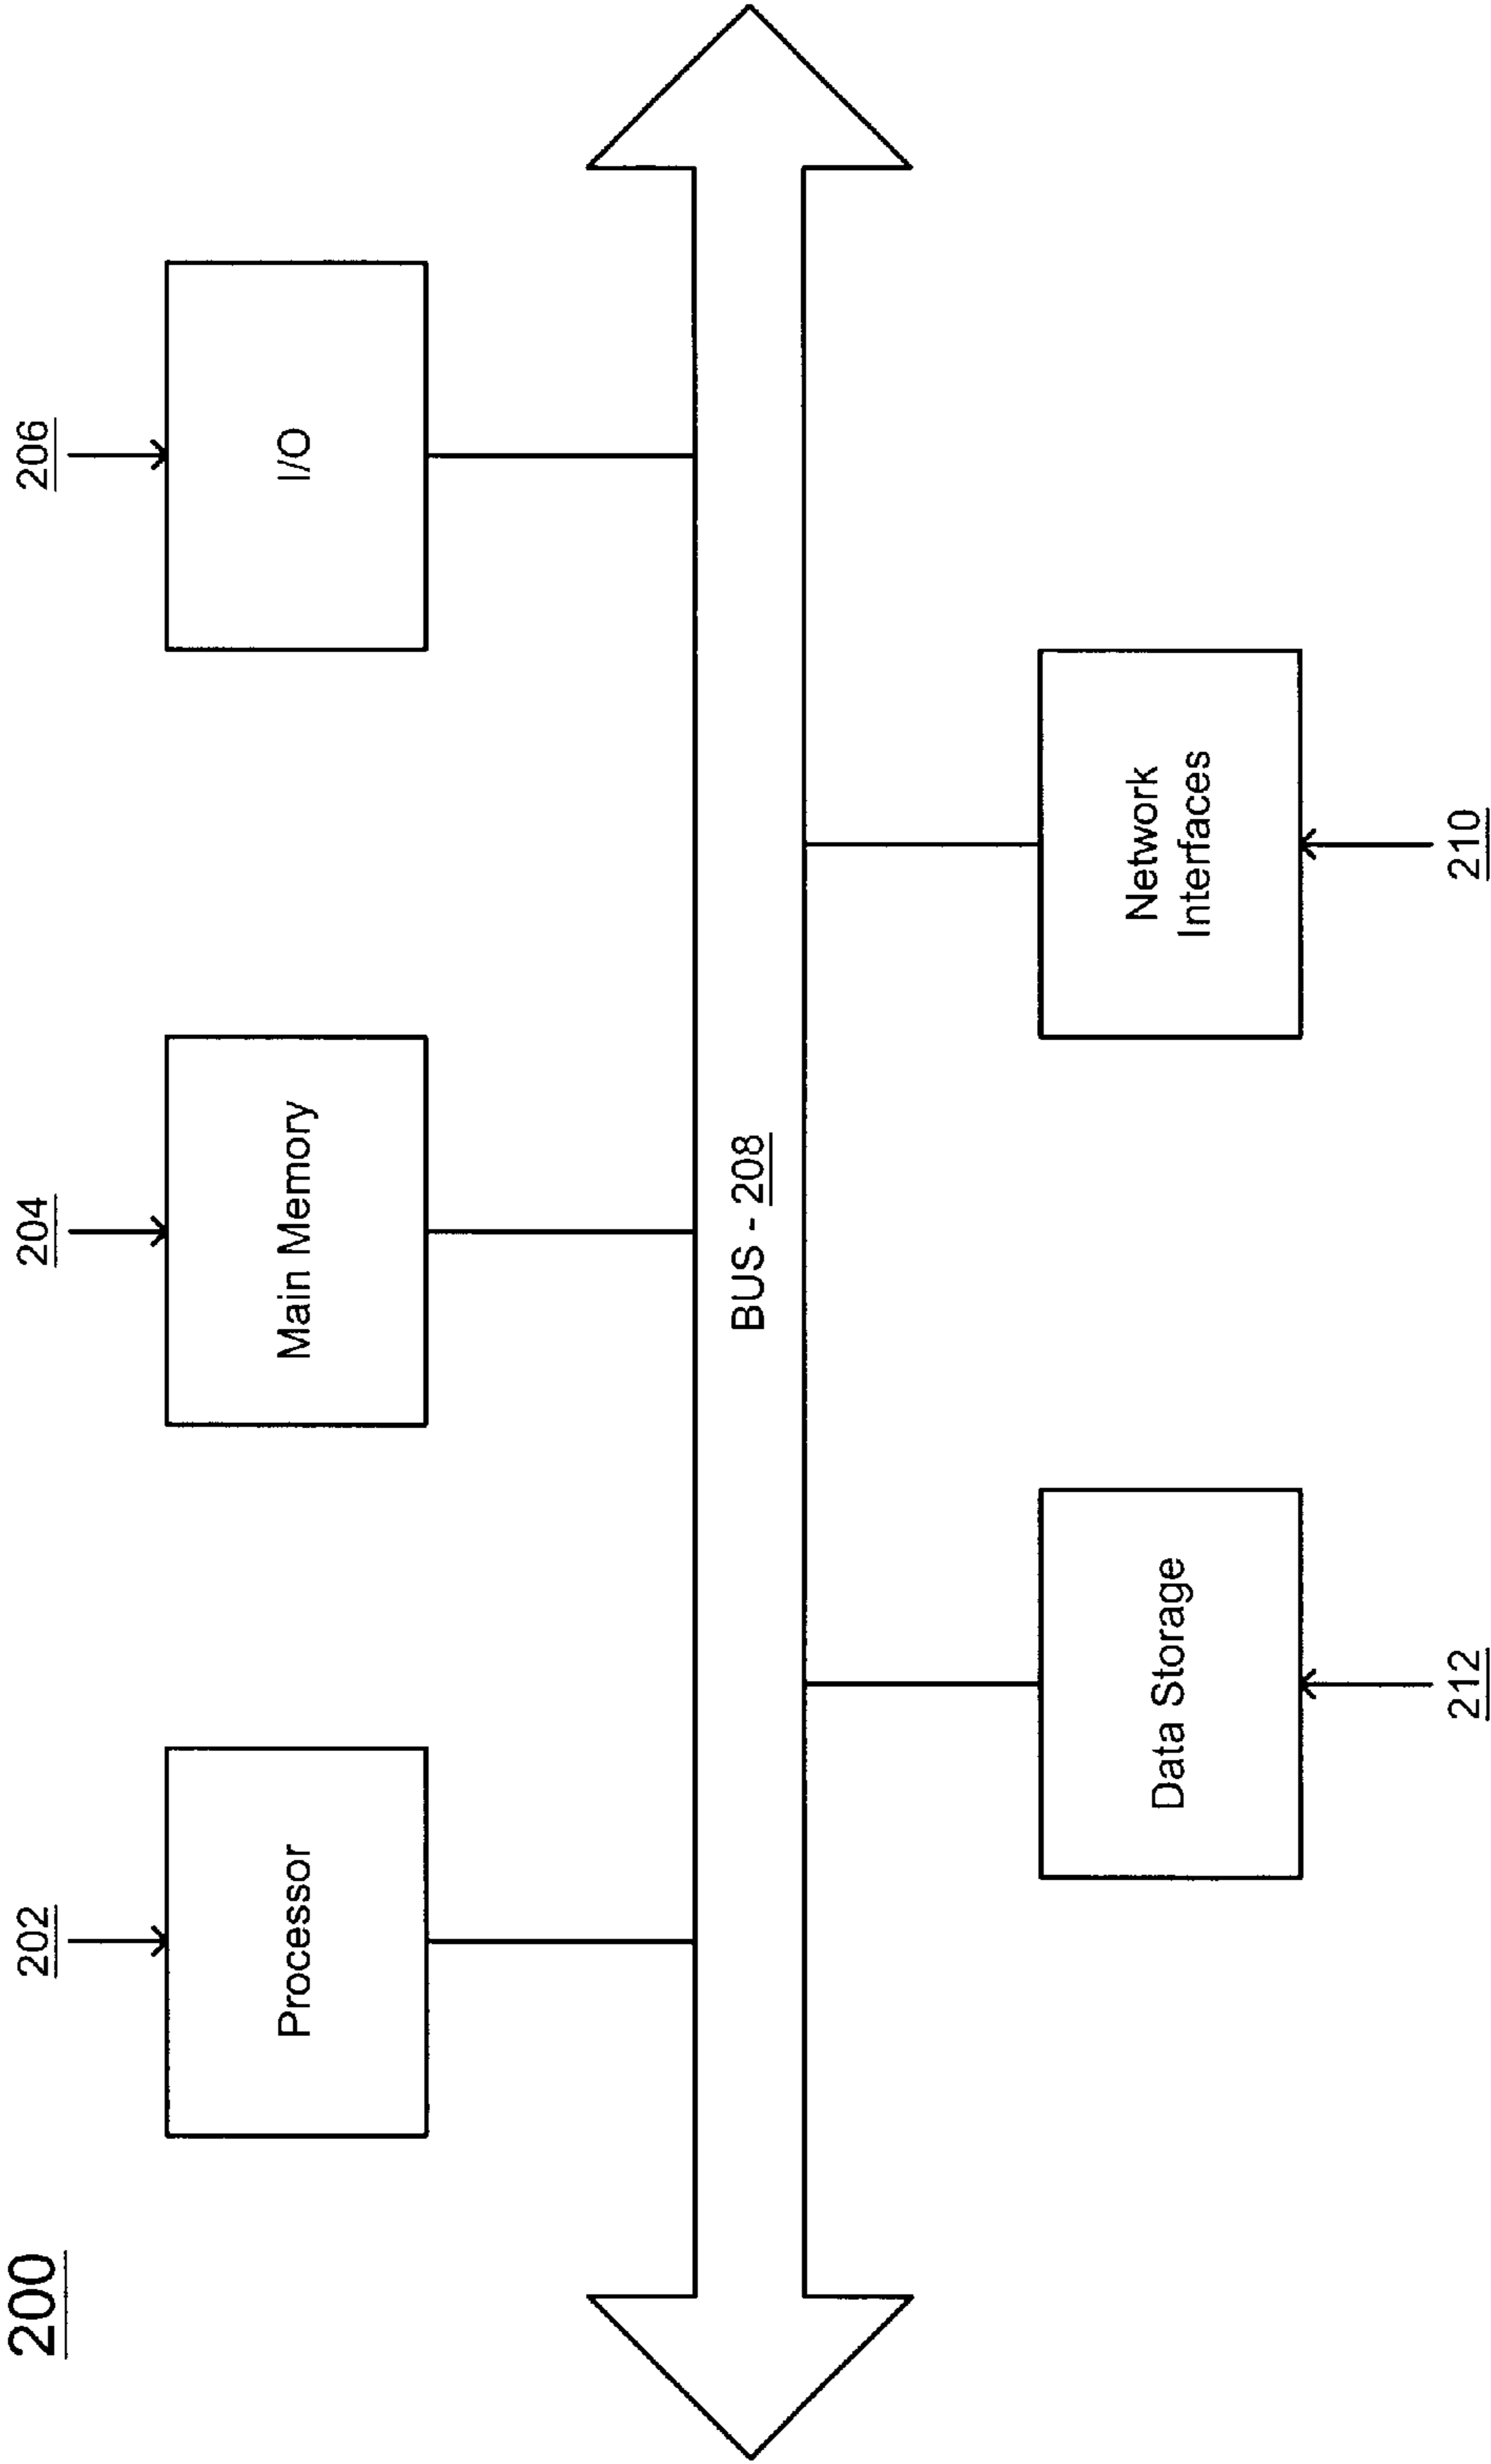 200
202
204
206
Processor
Main Memory
I/O
BUS - 208
Data Storage
Network
Interfaces
212
210